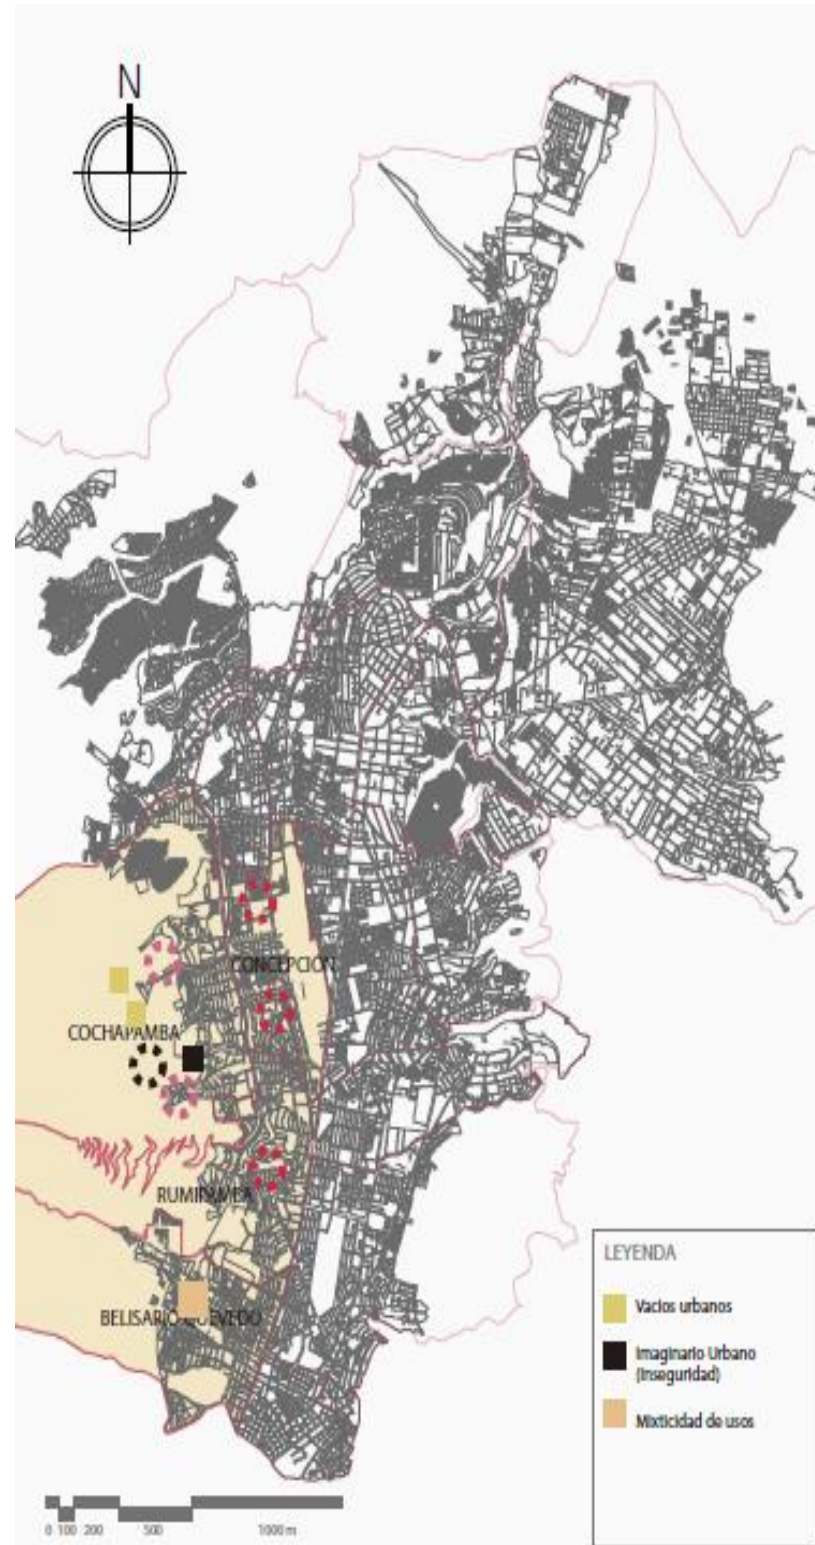 N
CONCEPCION
COCHAPAMBA
RUMIPAMBA
BELISARIO QUEVEDO
LEYENDA
Vacios urbanos
Imaginario Urbano
(Inseguridad)
Mixticidad de usos
0 100 200 500 1000 m